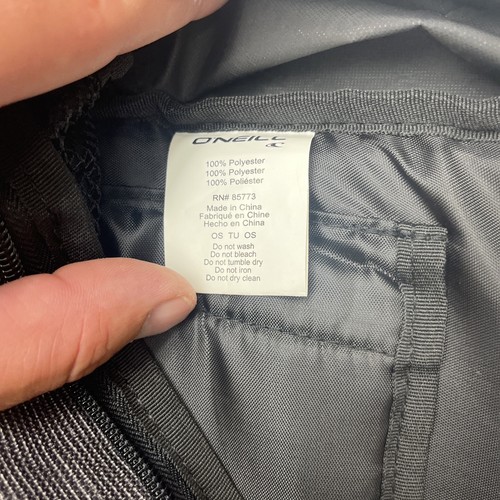 O'NEILL
100% Polyester
100% Polyester
100% Poliéster
RN# 85773
Made in China
Fabriqué en Chine
Hecho en China
OS TU OS
Do not wash
Do not bleach
Do not tumble dry
Do not iron
Do not dry clean